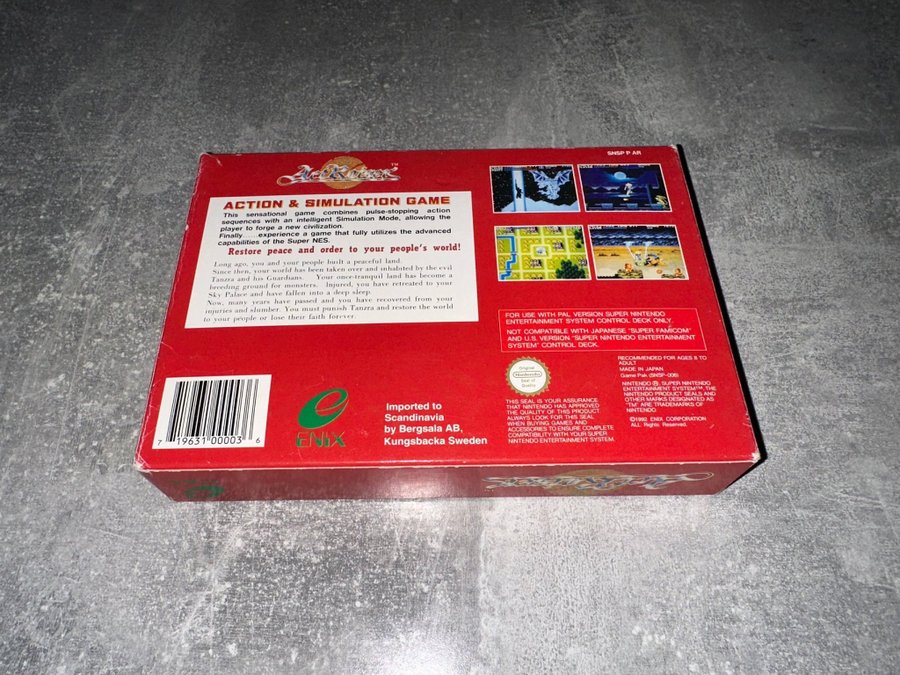 ActRaiser™
SNSP P AR
ACTION & SIMULATION GAME
This sensational game combines pulse-stopping action
sequences with an intelligent Simulation Mode, allowing the
player to forge a new civilization.
Finally.....experience a game that fully utilizes the advanced
capabilities of the Super NES.
Restore peace and order to your people's world!
Long ago, you and your people built a peaceful land.
Since then, your world has been taken over and inhabited by the evil
Tanzra and his Guardians. Your once-tranquil land has become a
breeding ground for monsters. Injured, you have retreated to your
Sky Palace and have fallen into a deep sleep.
Now, many years have passed and you have recovered from your
injuries and slumber. You must punish Tanzra and restore the world
to your people or lose their faith forever.
FOR USE WITH PAL VERSION SUPER NINTENDO
ENTERTAINMENT SYSTEM CONTROL DECK ONLY.
NOT COMPATIBLE WITH JAPANESE "SUPER FAMICOM"
AND U.S. VERSION "SUPER NINTENDO ENTERTAINMENT
SYSTEM" CONTROL DECK.
Original
Nintendo
Seal of
Quality
THIS SEAL IS YOUR ASSURANCE
THAT NINTENDO HAS APPROVED
THE QUALITY OF THIS PRODUCT.
ALWAYS LOOK FOR THIS SEAL
WHEN BUYING GAMES AND
ACCESSORIES TO ENSURE COMPLETE
COMPATIBILITY WITH YOUR SUPER
NINTENDO ENTERTAINMENT SYSTEM.
RECOMMENDED FOR AGES 8 TO
ADULT
MADE IN JAPAN
Game Pak (SNSP-006)
NINTENDO ®, SUPER NINTENDO
ENTERTAINMENT SYSTEM™, THE
NINTENDO PRODUCT SEALS AND
OTHER MARKS DESIGNATED AS
"TM" ARE TRADEMARKS OF
NINTENDO.
©1992 ENIX CORPORATION
ALL Rights Reserved.
7 19631 00003 6
ENIX
imported to
Scandinavia
by Bergsala AB,
Kungsbacka Sweden
ActRaiser